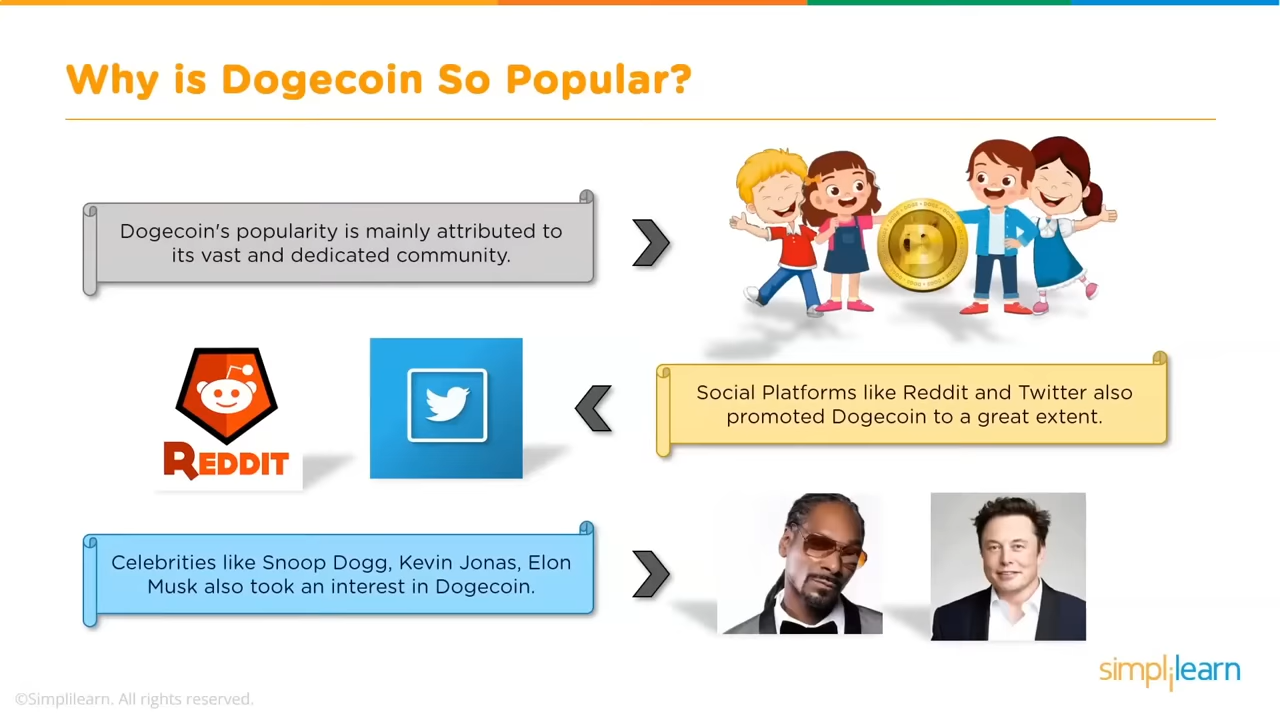 Why is Dogecoin So Popular?
Dogecoin's popularity is mainly attributed to
its vast and dedicated community.
REDDIT
Social Platforms like Reddit and Twitter also
promoted Dogecoin to a great extent.
Celebrities like Snoop Dogg, Kevin Jonas, Elon
Musk also took an interest in Dogecoin.
simplilearn
©Simplilearn. All rights reserved.